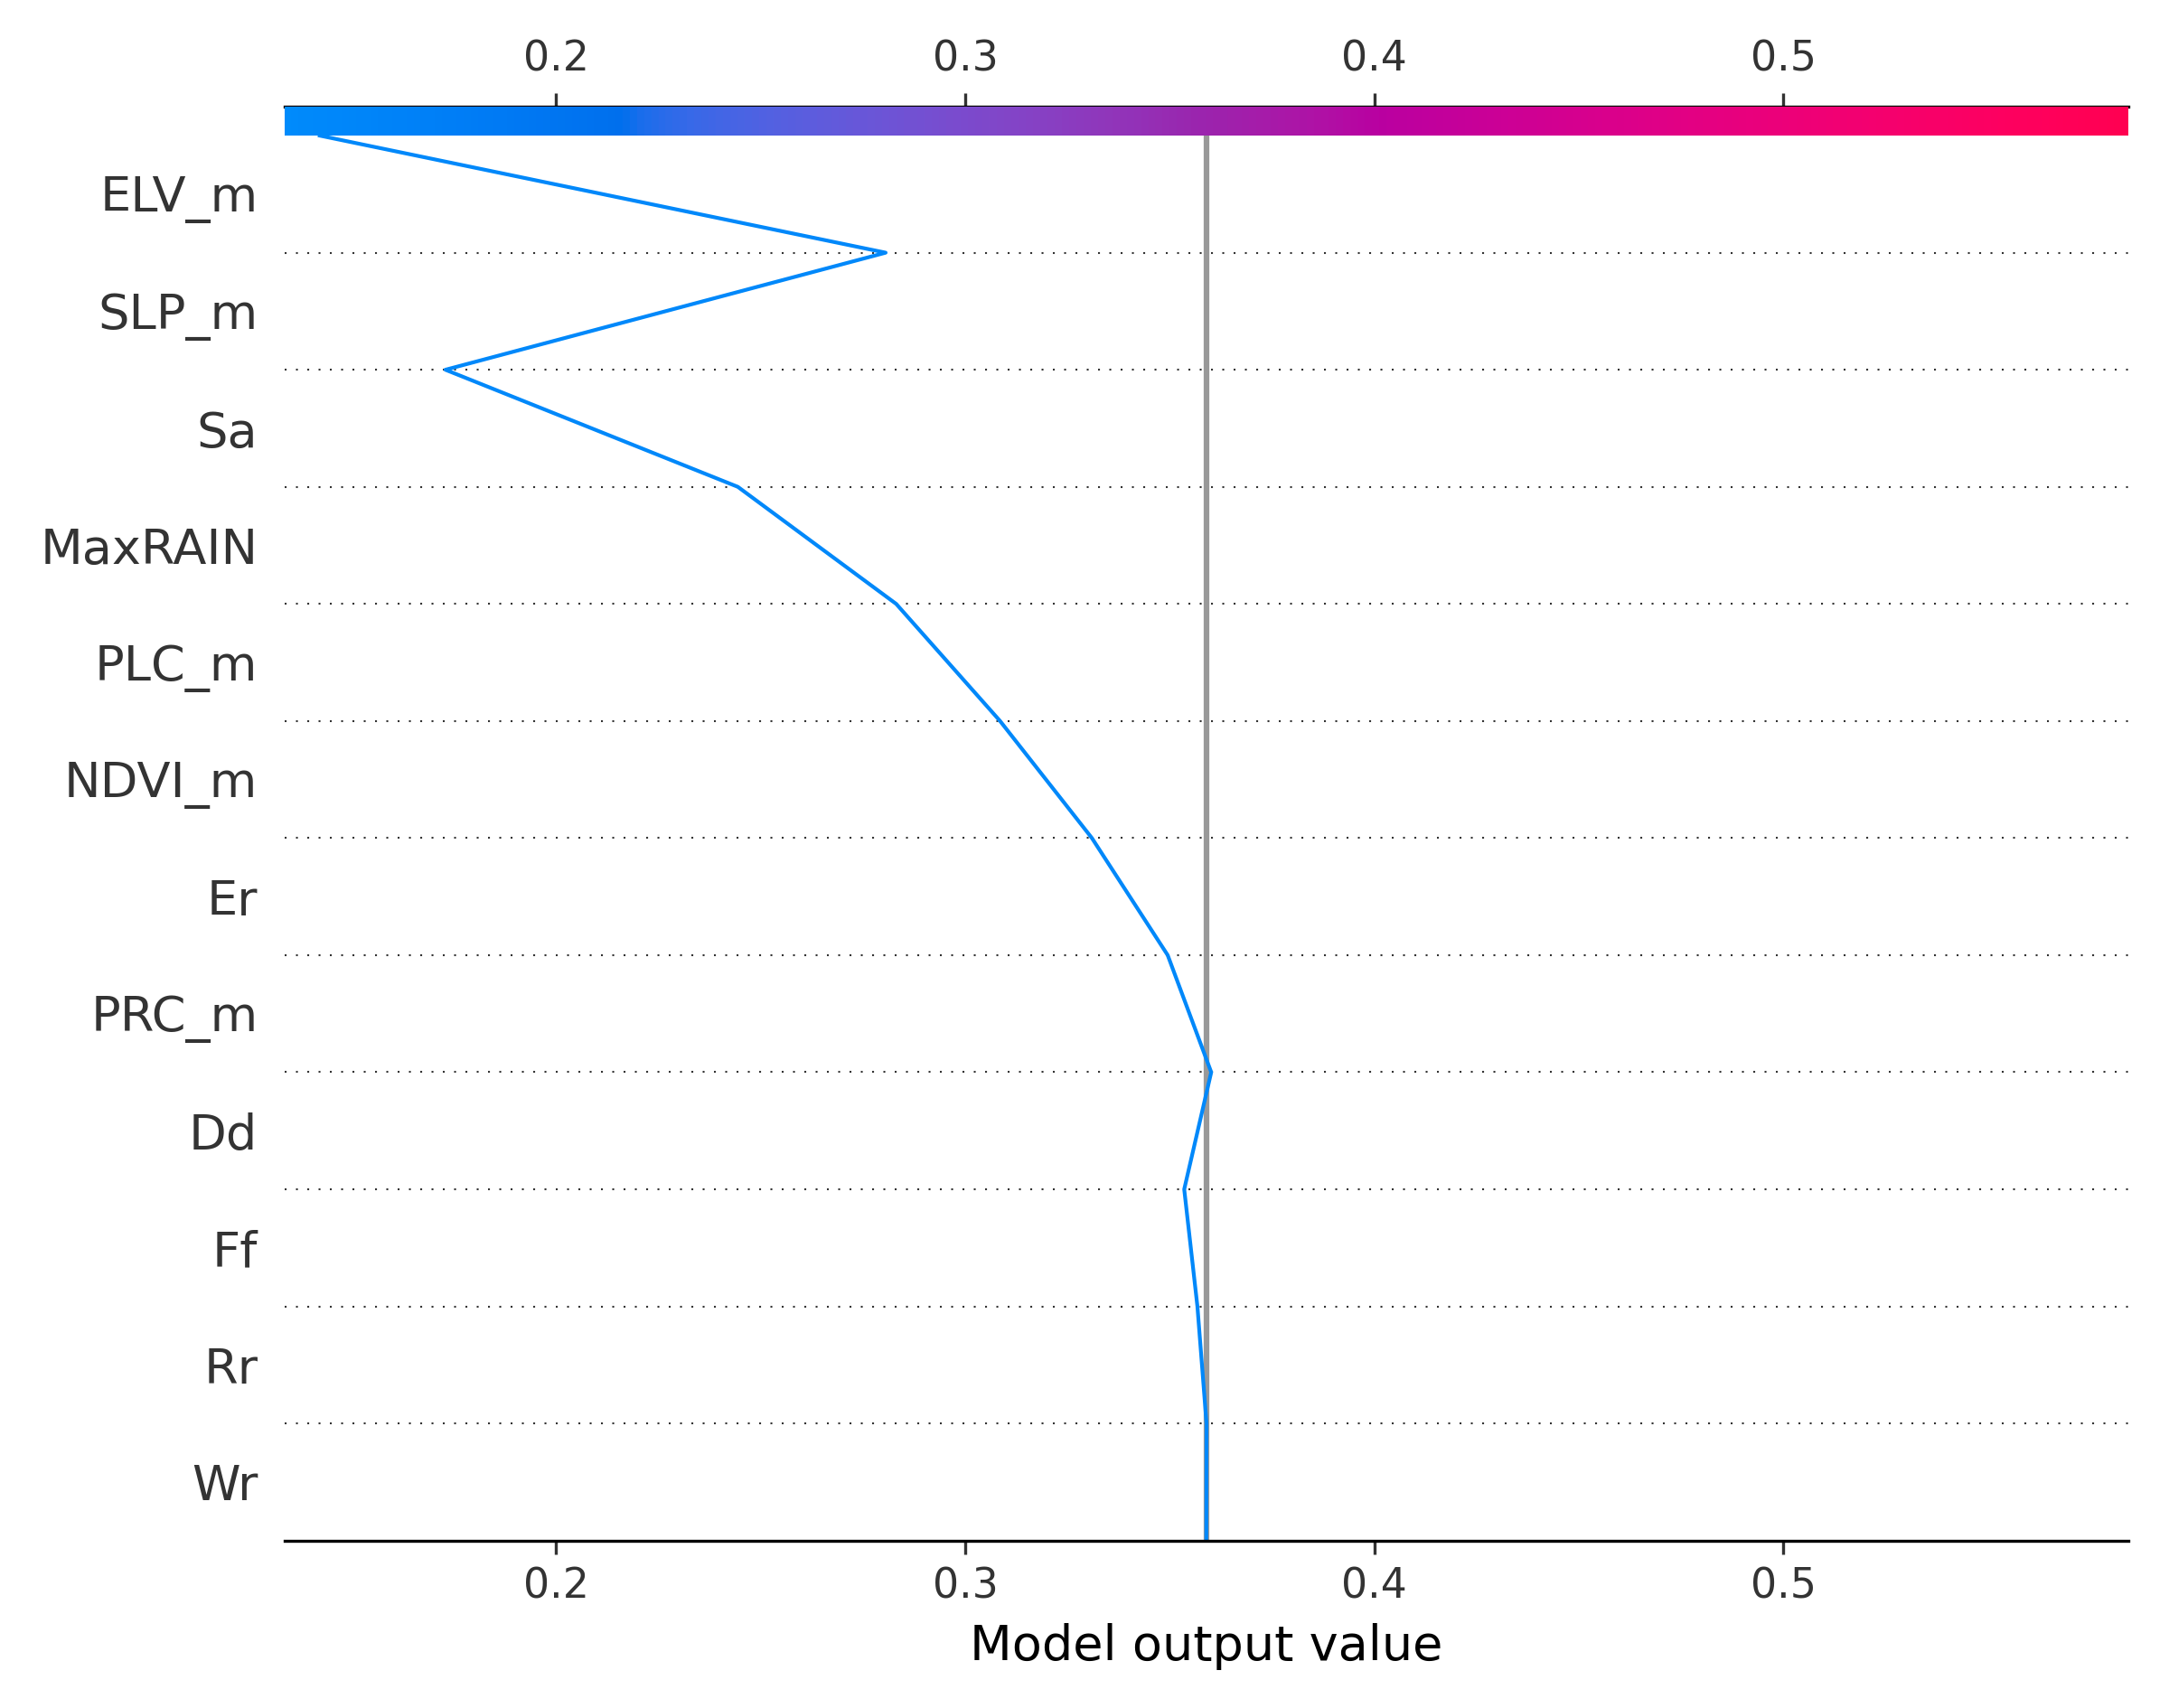 0.2 0.3 0.4 0.5
ELV_m
SLP_m
Sa
MaxRAIN
PLC_m
NDVI_m
Er
PRC_m
Dd
Ff
Rr
Wr
0.2 0.3 0.4 0.5
Model output value